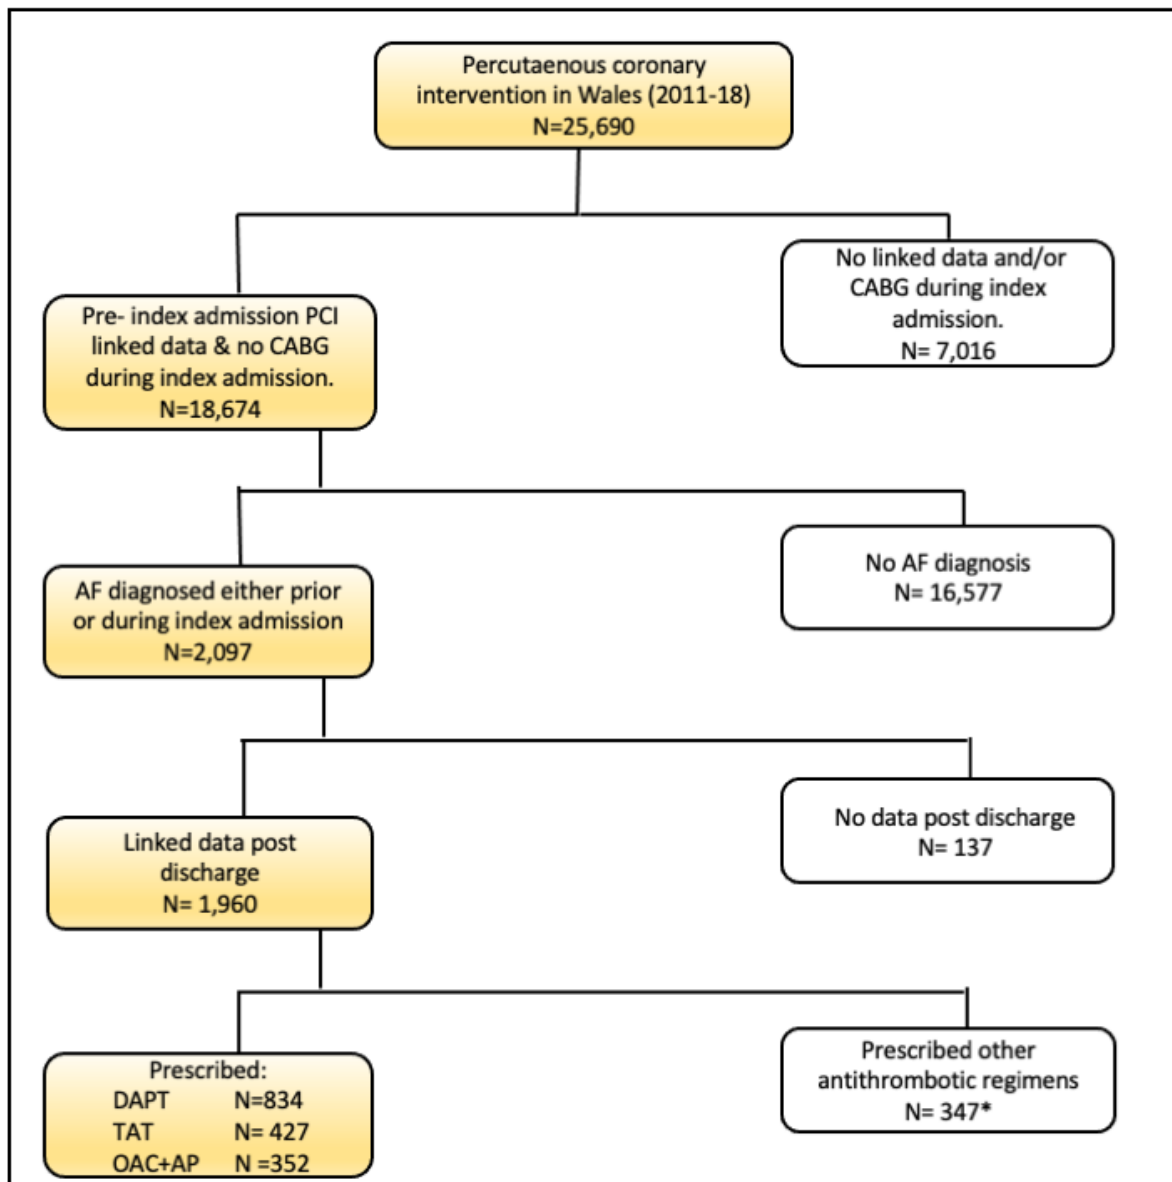 Percutaenous coronary
intervention in Wales (2011-18)
N=25,690
No linked data and/or
CABG during index
admission.
N= 7,016
Pre- index admission PCI
linked data & no CABG
during index admission.
N=18,674
No AF diagnosis
N= 16,577
AF diagnosed either prior
or during index admission
N=2,097
No data post discharge
N= 137
Linked data post
discharge
N= 1,960
Prescribed other
antithrombotic regimens
N= 347*
Prescribed:
DAPT N=834
TAT N= 427
OAC+AP N =352